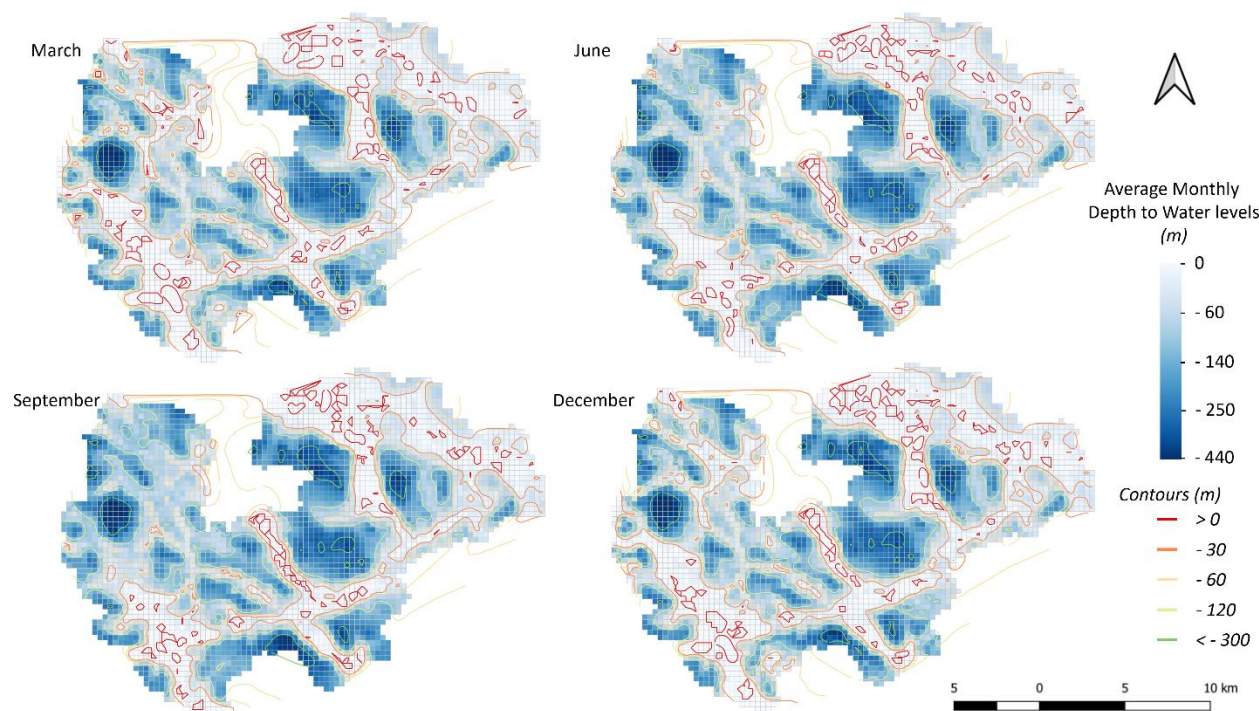 March
June
September
December
Average Monthly
Depth to Water levels
(m)
0
- 60
- 140
- 250
- 440
Contours (m)
> 0
- 30
- 60
- 120
< - 300
5 0 5 10 km